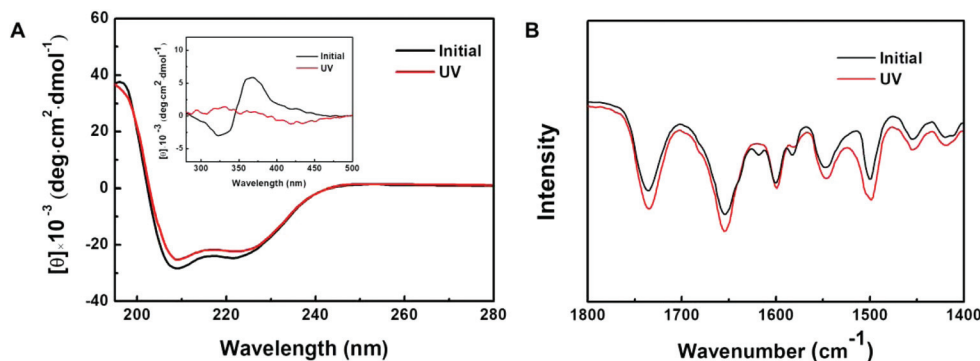 A
B
[θ]×10⁻³ (deg·cm²·dmol⁻¹)
60
40
20
0
-20
-40
200
220
240
260
280
Wavelength (nm)
Initial
UV
[θ]×10⁻³ (deg·cm²·dmol⁻¹)
10
5
0
-5
300
350
400
450
500
Wavelength (nm)
Initial
UV
Intensity
Initial
UV
1800
1700
1600
1500
1400
Wavenumber (cm⁻¹)